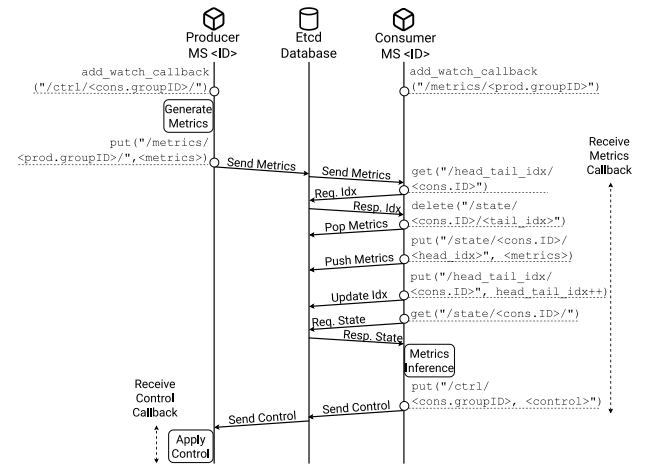 Producer
MS <ID>
Etcd
Database
Consumer
MS <ID>
add_watch_callback
("/ctrl/<cons.groupID>/")
add_watch_callback
("/metrics/<prod.groupID>")
Generate
Metrics
put("/metrics/
<prod.groupID>/",<metrics>)
Send Metrics
Send Metrics
get("/head_tail_idx/
<cons.ID>")
Receive
Metrics
Callback
Req. Idx
Resp. Idx
delete("/state/
<cons.ID>/<tail_idx>")
Pop Metrics
put("/state/<cons.ID>/
<head_idx>", <metrics>)
Push Metrics
put("/head_tail_idx/
<cons.ID>", head_tail_idx++)
Update Idx
get("/state/<cons.ID>/")
Req. State
Resp. State
Metrics
Inference
Receive
Control
Callback
put("/ctrl/
<cons.groupID>, <control>")
Send Control
Send Control
Apply
Control